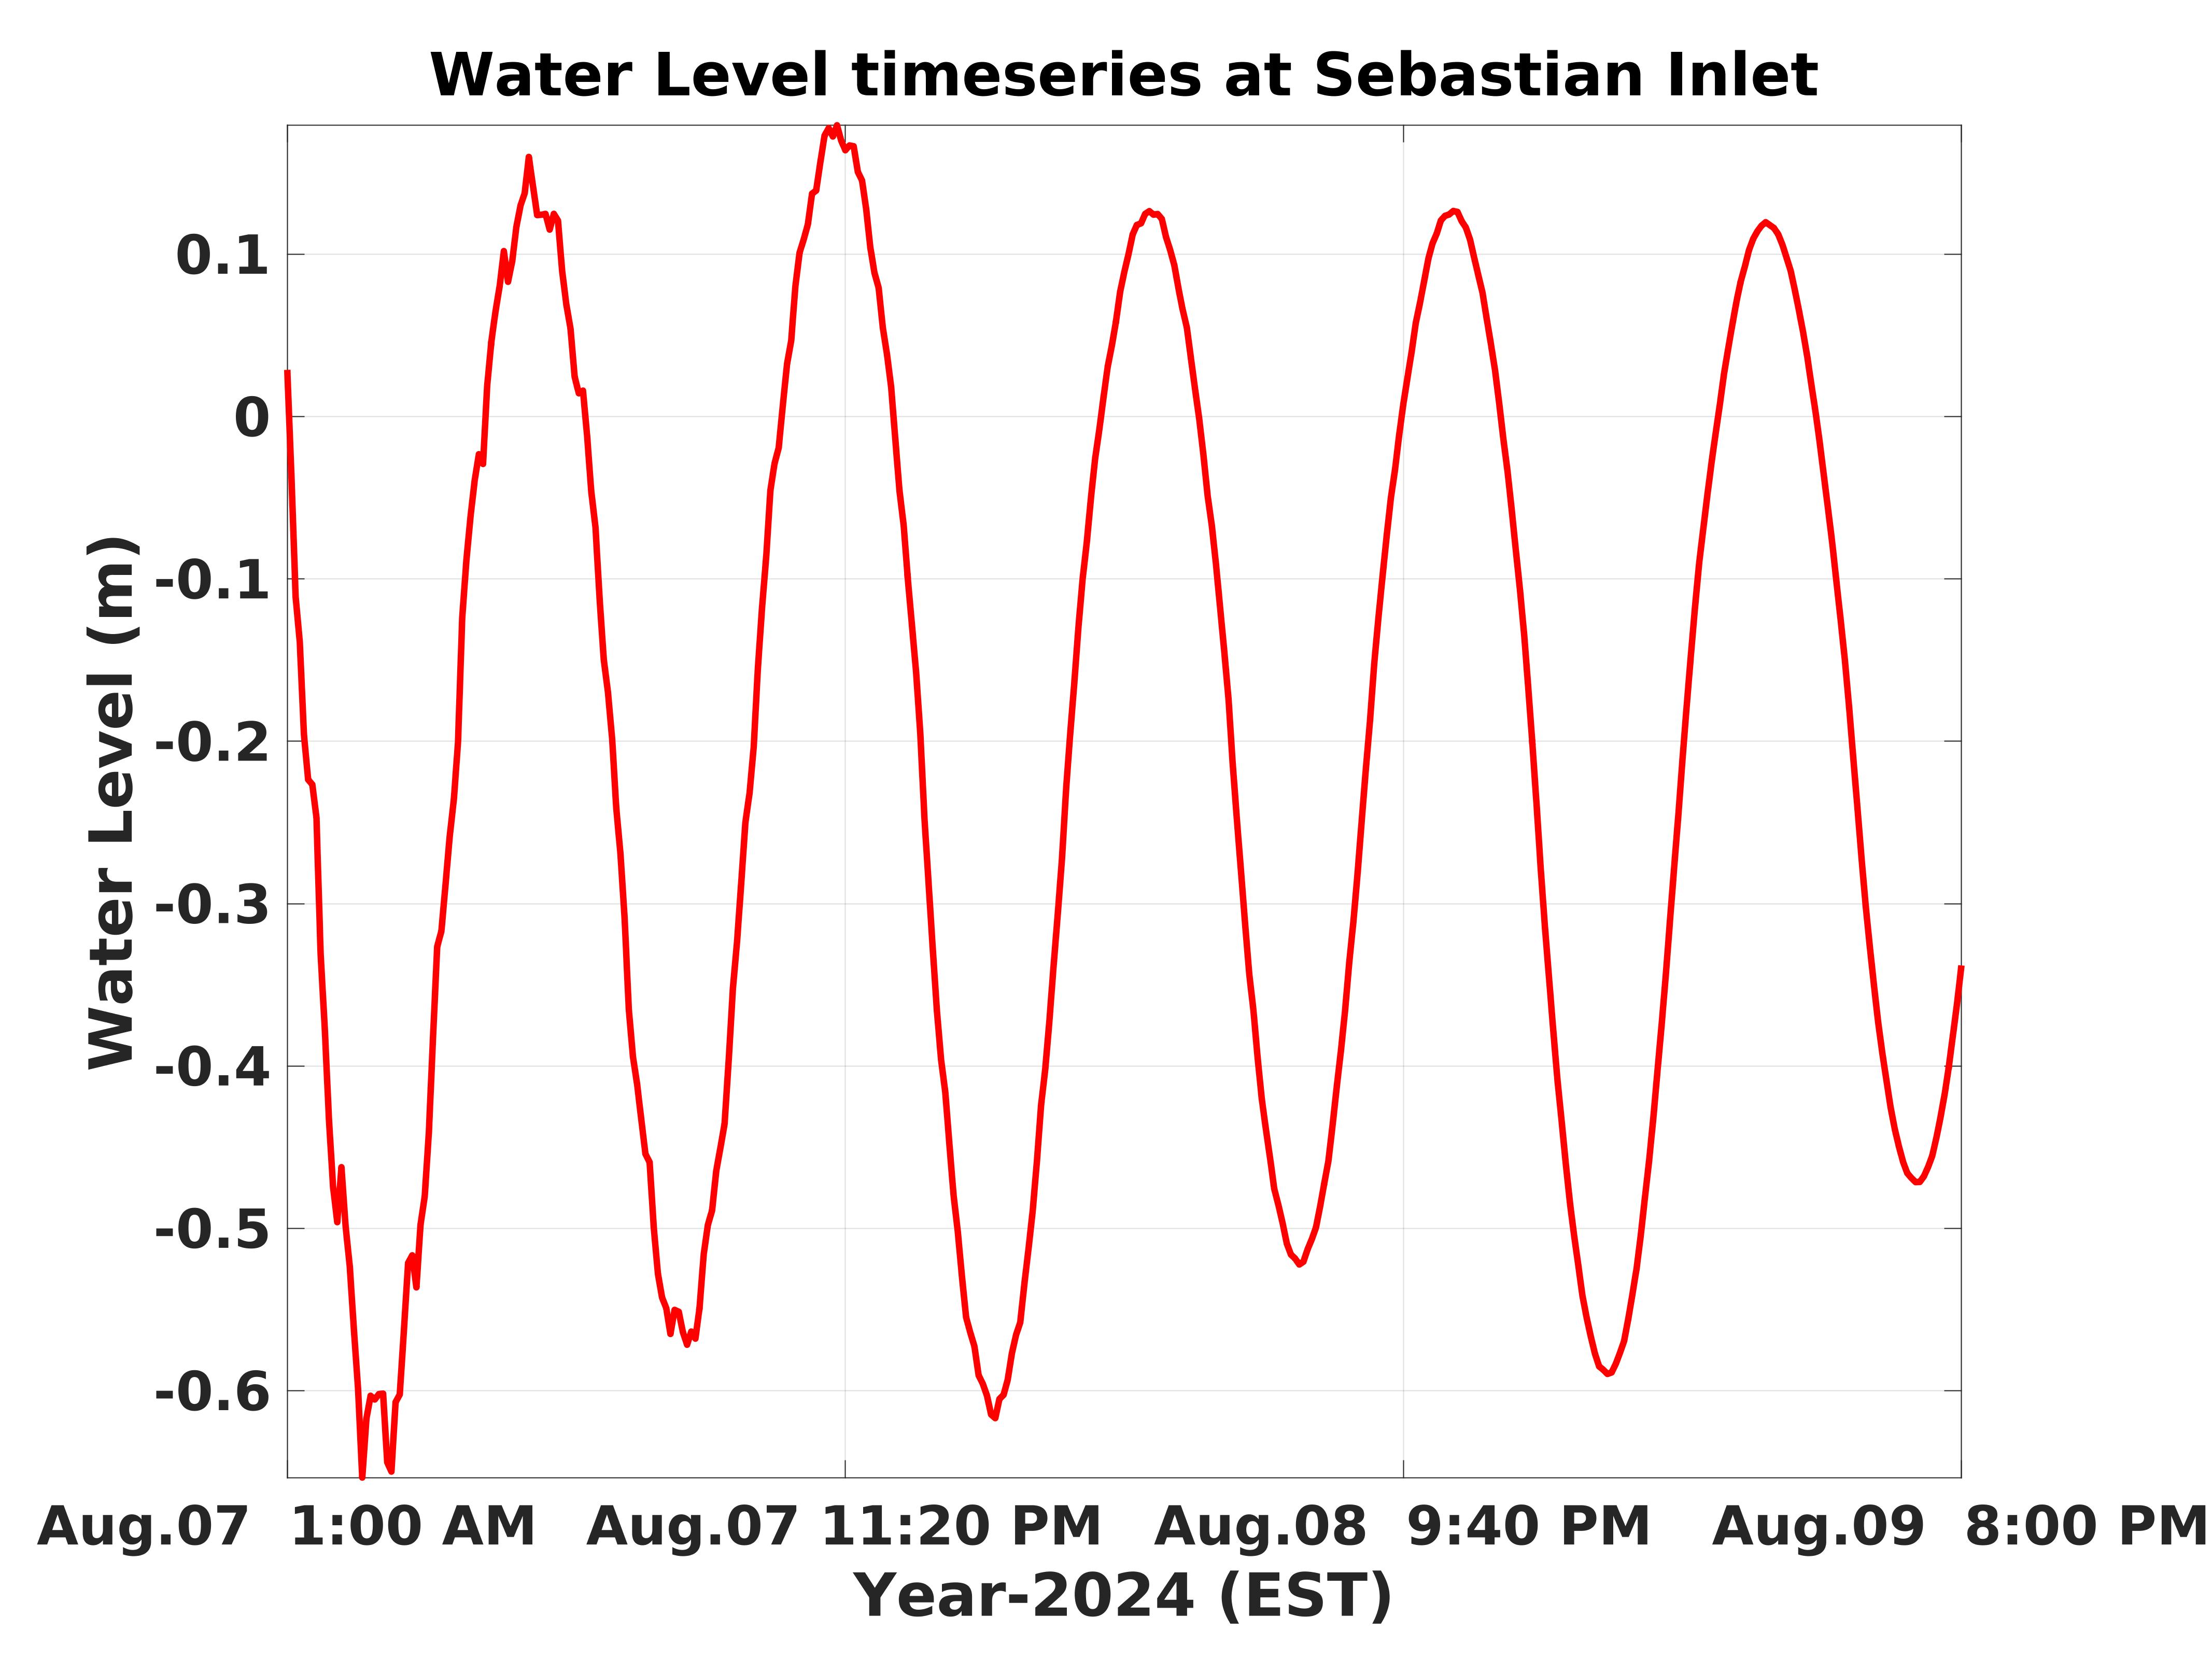 Water Level timeseries at Sebastian Inlet
Water Level (m)
0.1
0
-0.1
-0.2
-0.3
-0.4
-0.5
-0.6
Aug.07 1:00 AM Aug.07 11:20 PM Aug.08 9:40 PM Aug.09 8:00 PM
Year-2024 (EST)